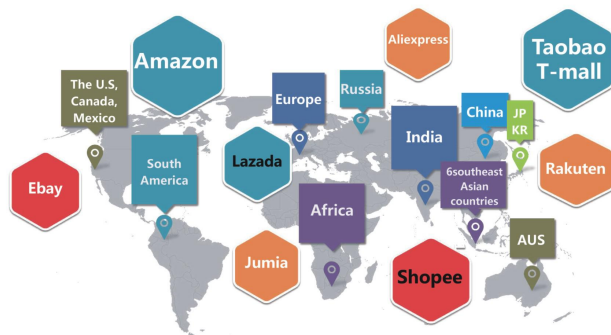 Amazon
Aliexpress
Taobao
T-mall
The U.S,
Canada,
Mexico
Europe
Russia
China
JP
KR
India
South
America
Lazada
6southeast
Asian
countries
Rakuten
Ebay
Africa
AUS
Jumia
Shopee